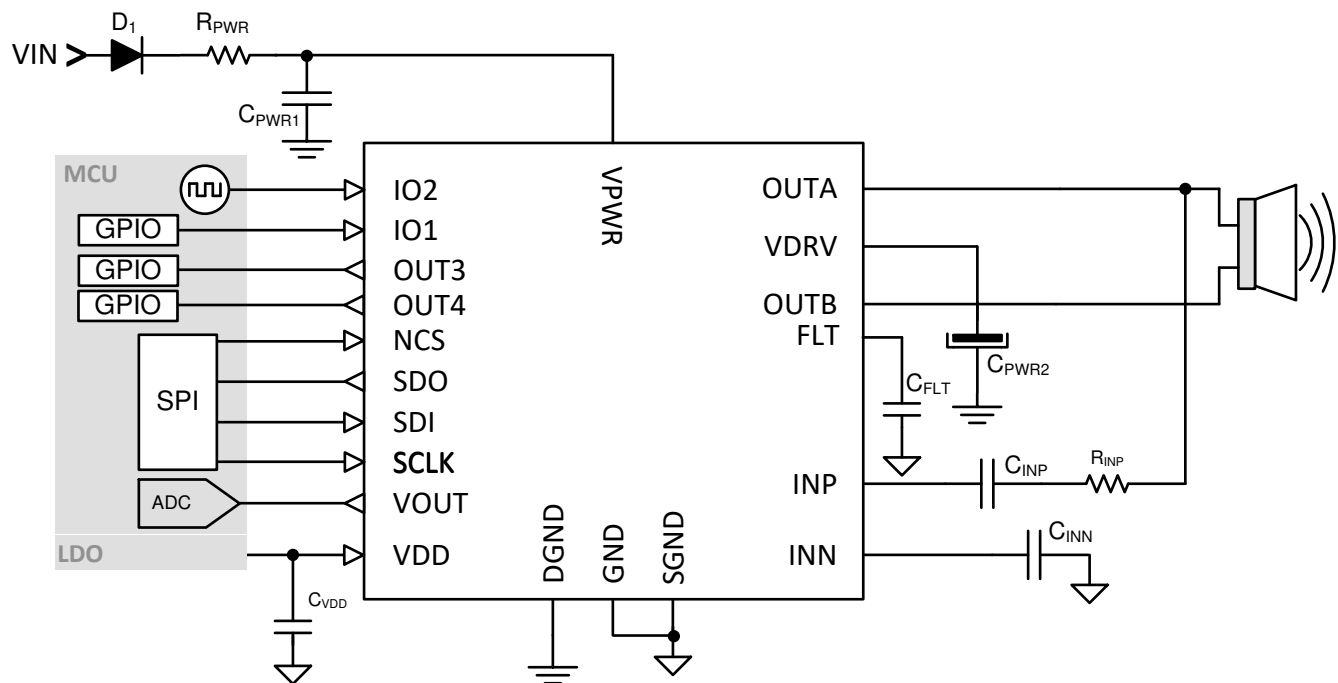 D1
RPWR
VIN
CPWR1
MCU
IO2
GPIO
IO1
GPIO
OUT3
GPIO
OUT4
SPI
NCS
SDO
SDI
SCLK
ADC
VOUT
LDO
VDD
CVDD
VPWR
DGND
GND
SGND
OUTA
VDRV
OUTB
FLT
INP
INN
CPWR2
CFLT
CINP
RINP
CINN